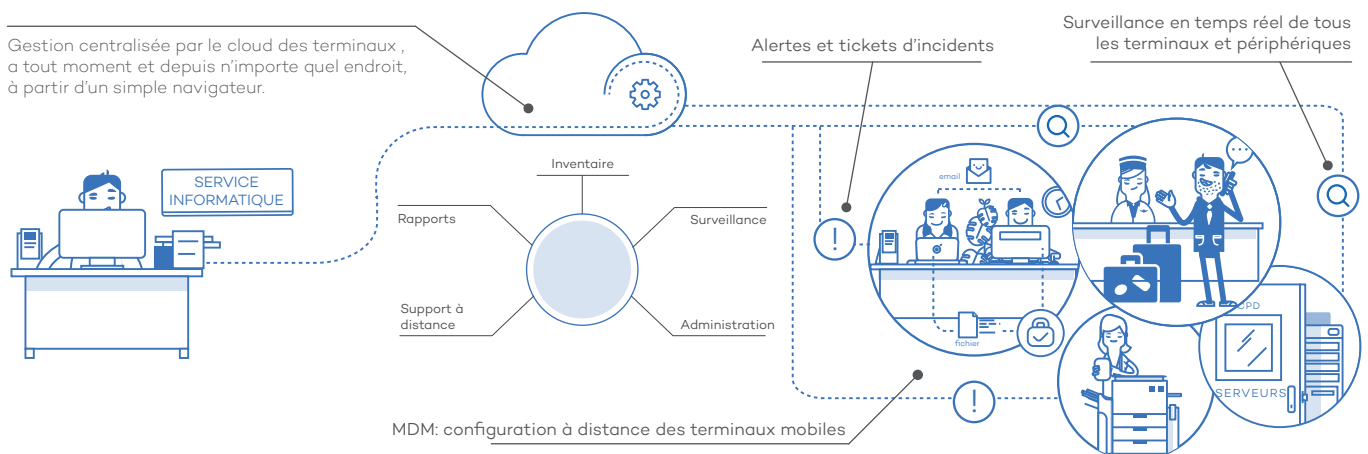 Gestion centralisée par le cloud des terminaux ,
a tout moment et depuis n'importe quel endroit,
à partir d'un simple navigateur.
Alertes et tickets d'incidents
Surveillance en temps réel de tous
les terminaux et périphériques
SERVICE
INFORMATIQUE
Inventaire
Rapports
Surveillance
Support à
distance
Administration
email
fichier
CPD
SERVEURS
MDM: configuration à distance des terminaux mobiles